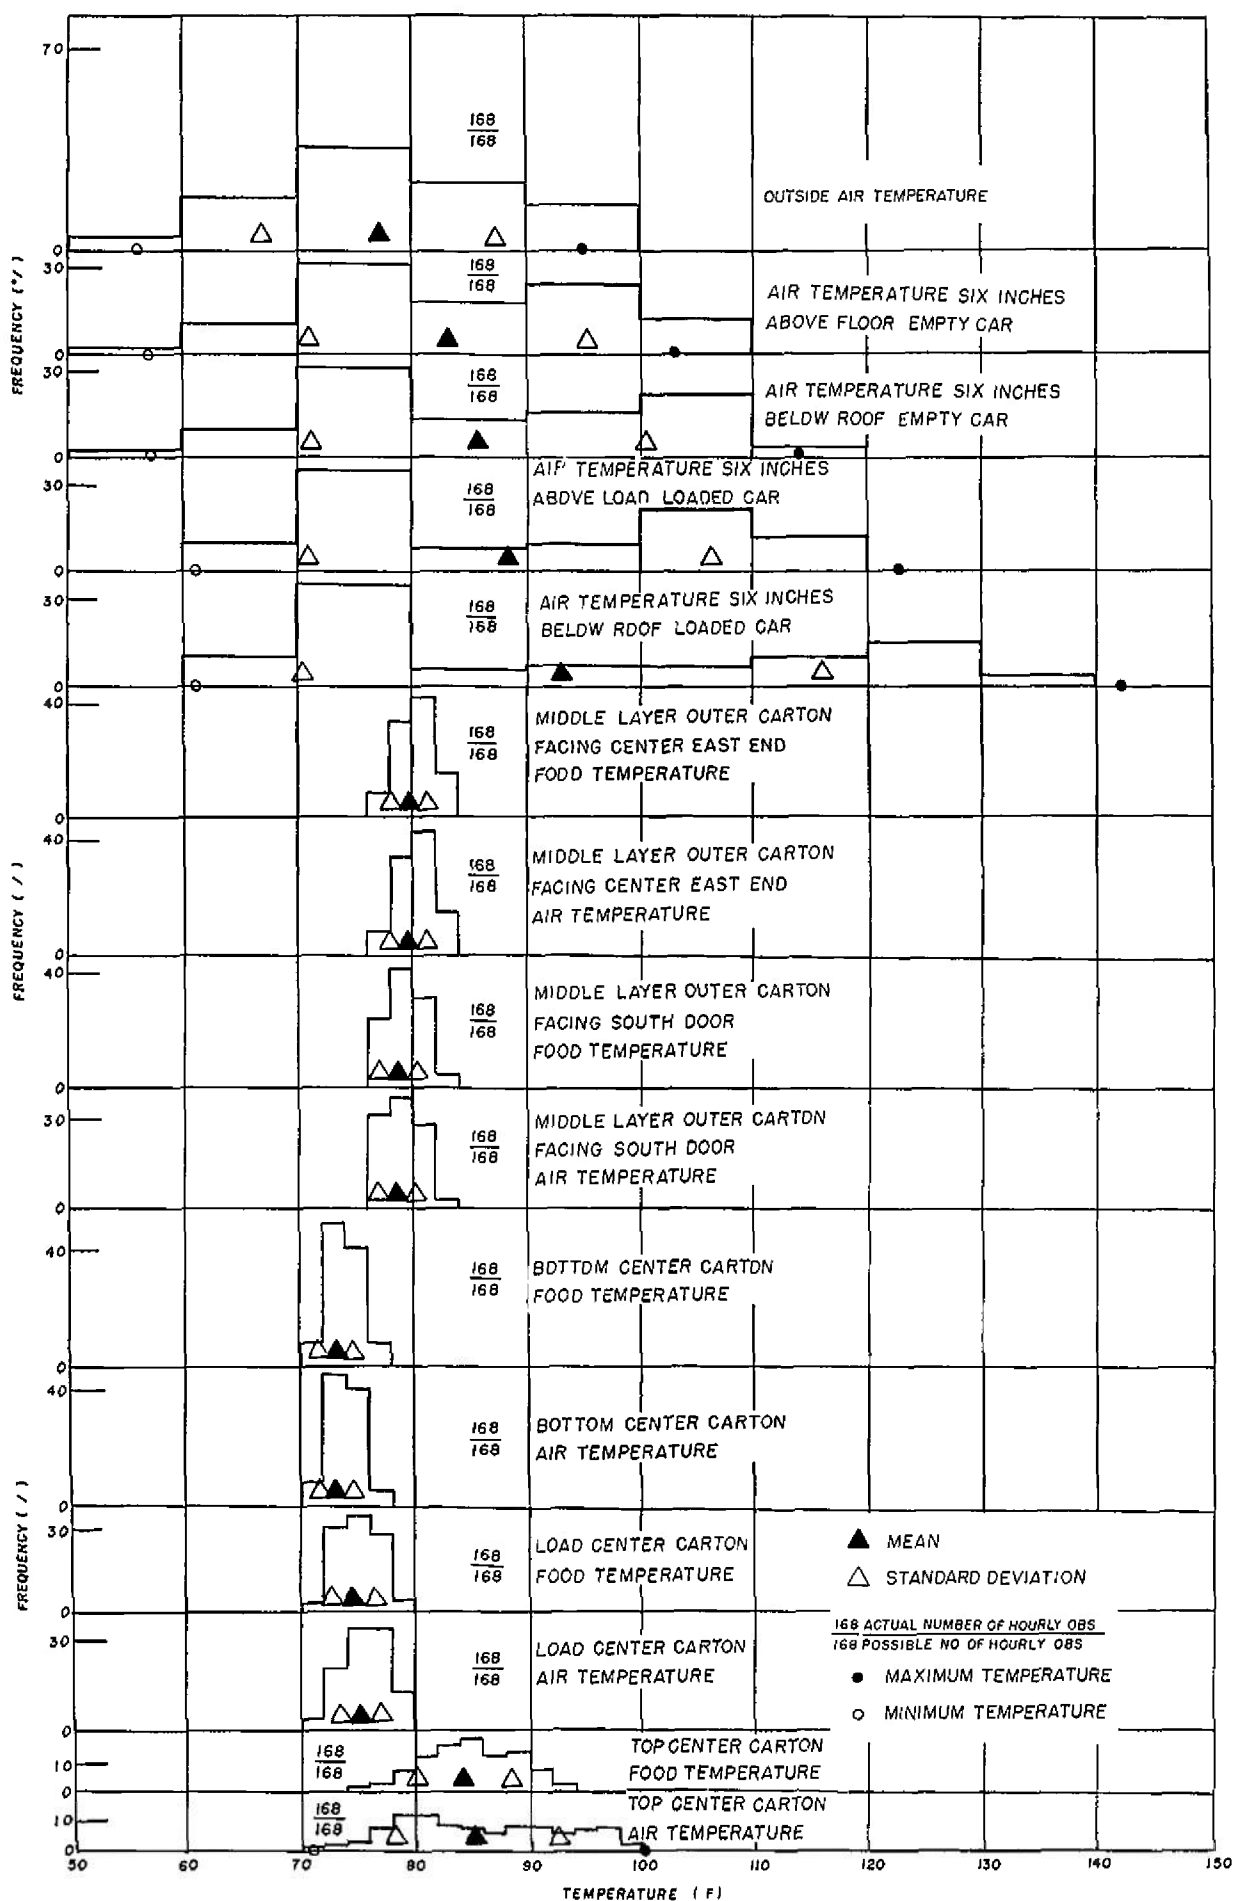 70
168
168
OUTSIDE AIR TEMPERATURE
0
FREQUENCY (°/)
30
168
168
AIR TEMPERATURE SIX INCHES
ABOVE FLOOR EMPTY CAR
0
30
168
168
AIR TEMPERATURE SIX INCHES
BELOW ROOF EMPTY CAR
0
AIR TEMPERATURE SIX INCHES
ABOVE LOAD LOADED CAR
30
168
168
0
30
168
168
AIR TEMPERATURE SIX INCHES
BELOW ROOF LOADED CAR
0
40
168
168
MIDDLE LAYER OUTER CARTON
FACING CENTER EAST END
FOOD TEMPERATURE
0
FREQUENCY ( / )
40
168
168
MIDDLE LAYER OUTER CARTON
FACING CENTER EAST END
AIR TEMPERATURE
0
40
168
168
MIDDLE LAYER OUTER CARTON
FACING SOUTH DOOR
FOOD TEMPERATURE
0
30
168
168
MIDDLE LAYER OUTER CARTON
FACING SOUTH DOOR
AIR TEMPERATURE
0
40
168
168
BOTTOM CENTER CARTON
FOOD TEMPERATURE
0
40
168
168
BOTTOM CENTER CARTON
AIR TEMPERATURE
0
FREQUENCY ( / )
30
168
168
LOAD CENTER CARTON
FOOD TEMPERATURE
0
30
168
168
LOAD CENTER CARTON
AIR TEMPERATURE
0
MEAN
STANDARD DEVIATION
168 ACTUAL NUMBER OF HOURLY OBS
168 POSSIBLE NO OF HOURLY OBS
MAXIMUM TEMPERATURE
MINIMUM TEMPERATURE
10
168
168
TOP CENTER CARTON
FOOD TEMPERATURE
0
10
168
168
TOP CENTER CARTON
AIR TEMPERATURE
0
50 60 70 80 90 100 110 120 130 140 150
TEMPERATURE ( F)